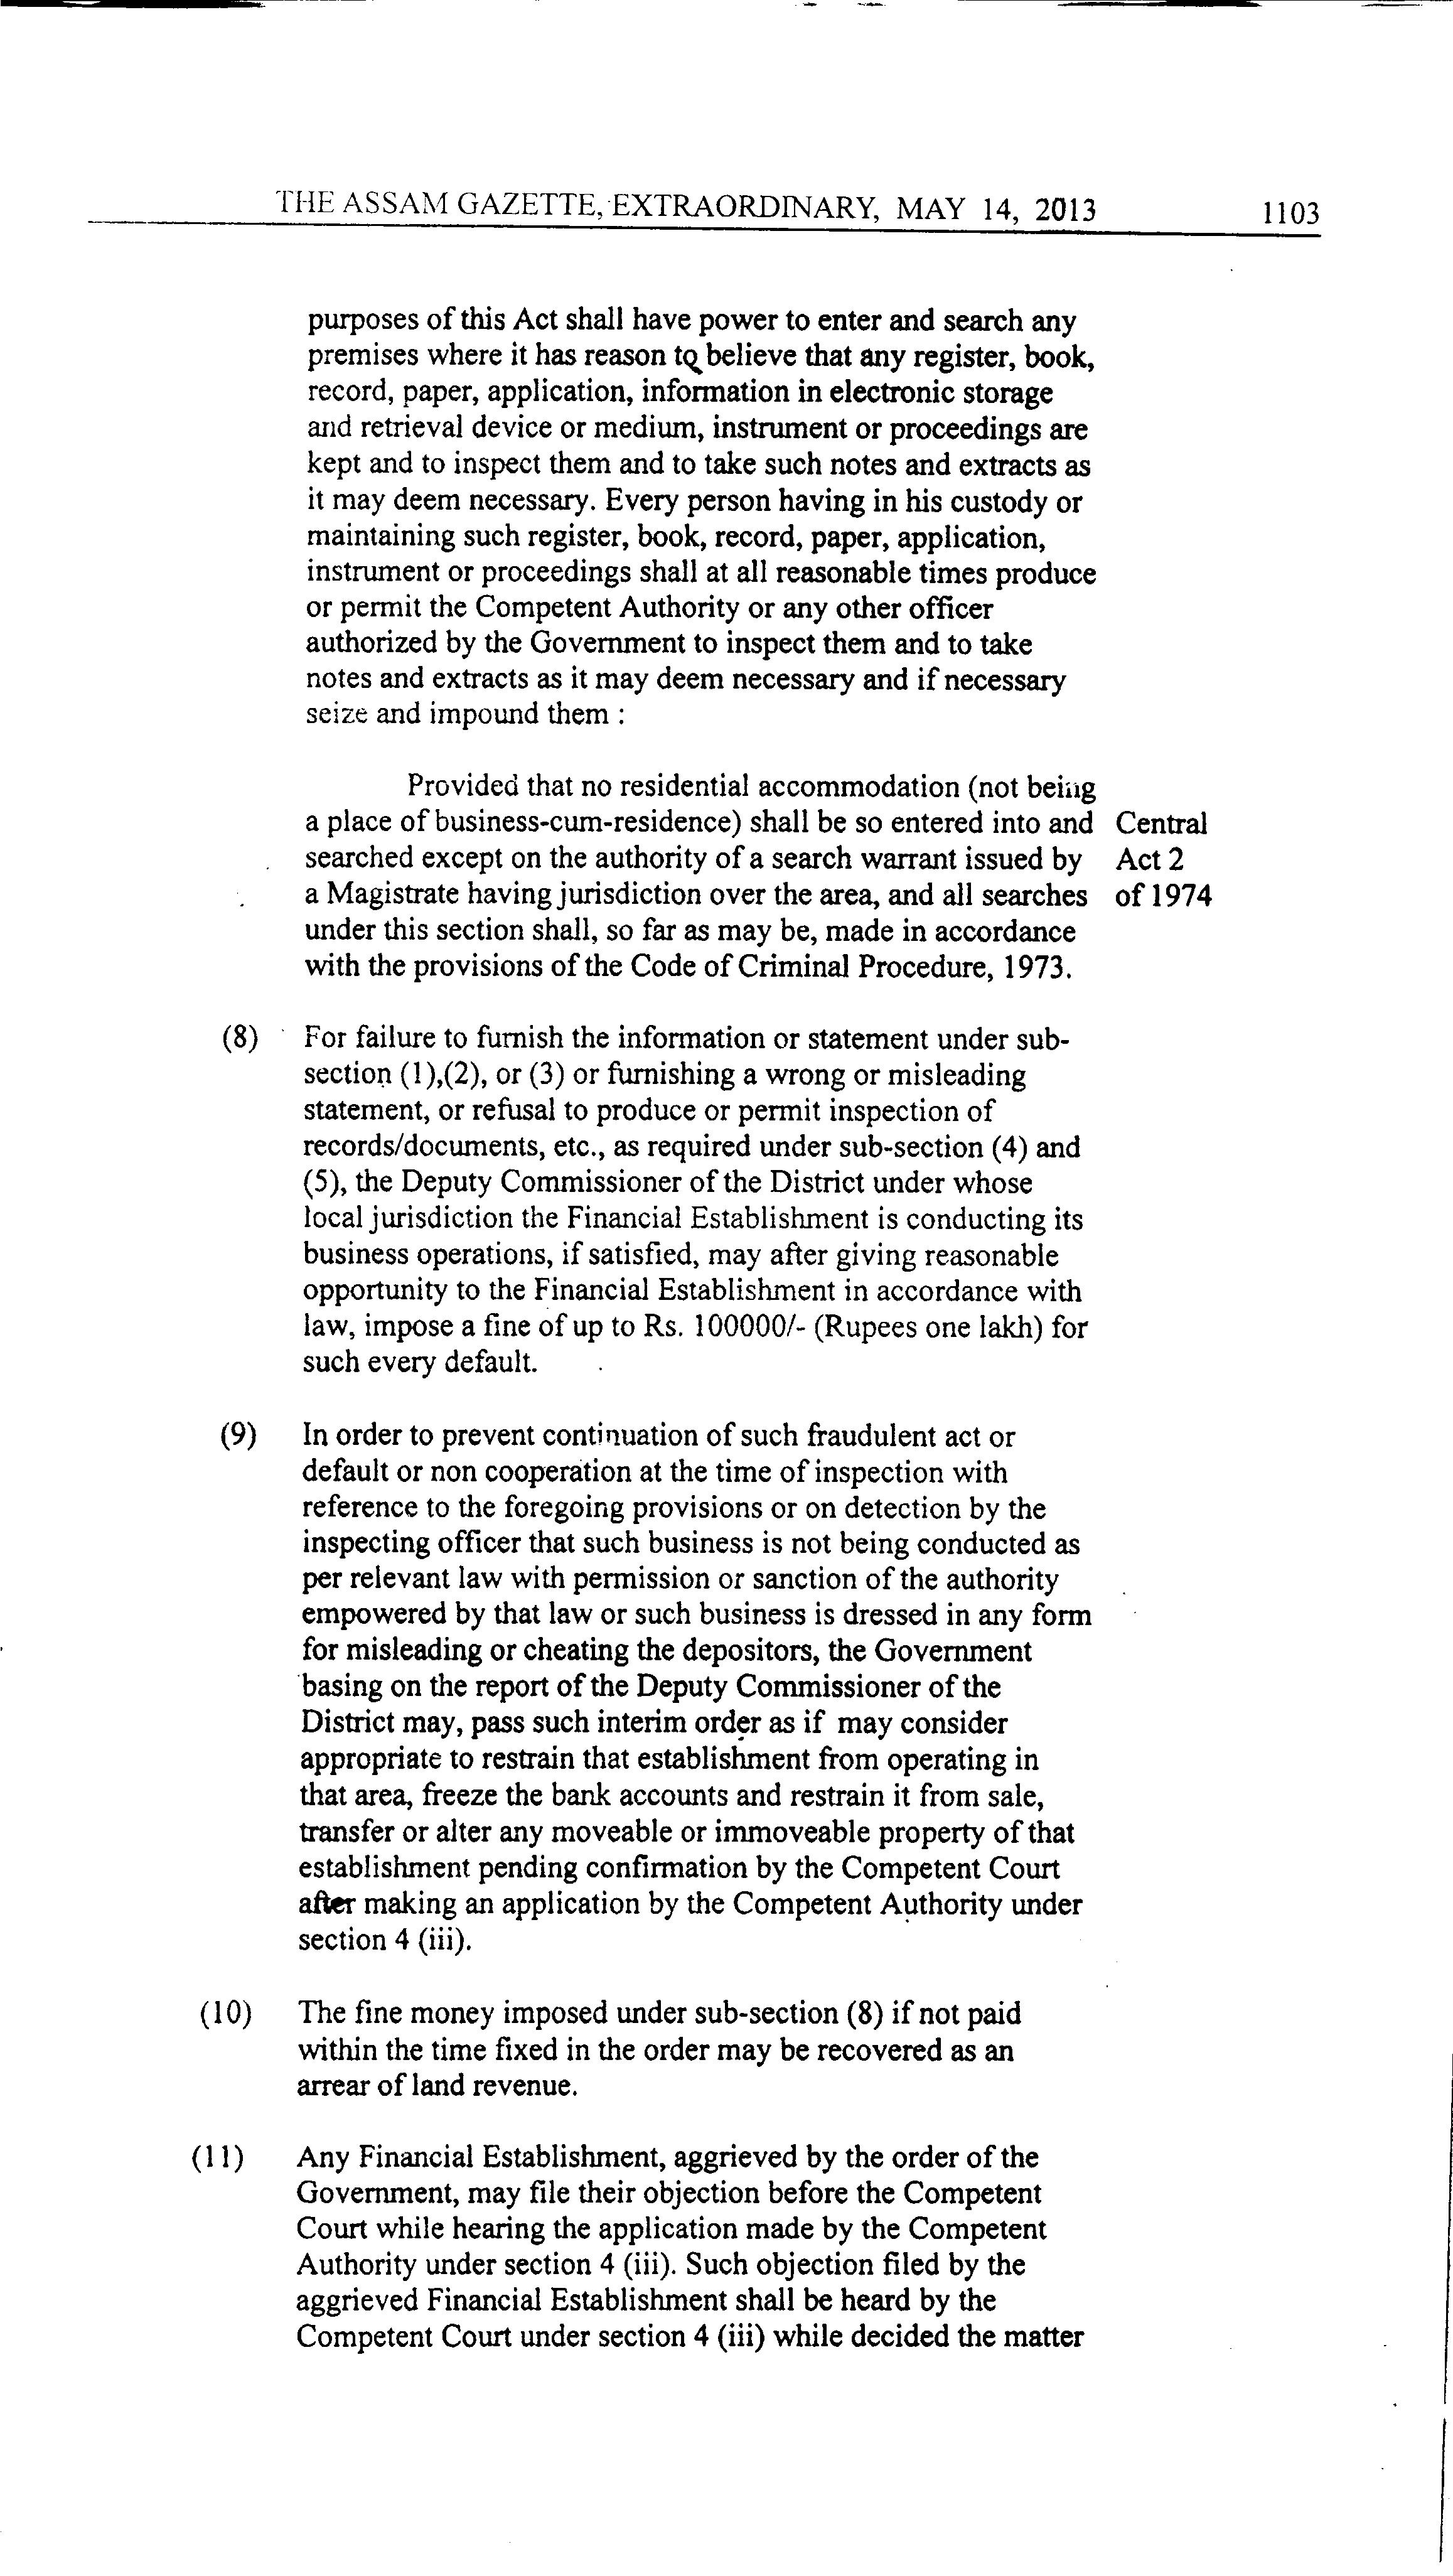 THE ASSAM GAZETTE, EXTRAORDINARY, MAY 14, 2013 1103
purposes of this Act shall have power to enter and search any
premises where it has reason to believe that any register, book,
record, paper, application, information in electronic storage
and retrieval device or medium, instrument or proceedings are
kept and to inspect them and to take such notes and extracts as
it may deem necessary. Every person having in his custody or
maintaining such register, book, record, paper, application,
instrument or proceedings shall at all reasonable times produce
or permit the Competent Authority or any other officer
authorized by the Government to inspect them and to take
notes and extracts as it may deem necessary and if necessary
seize and impound them :
Provided that no residential accommodation (not being
a place of business-cum-residence) shall be so entered into and Central
searched except on the authority of a search warrant issued by Act 2
a Magistrate having jurisdiction over the area, and all searches of 1974
under this section shall, so far as may be, made in accordance
with the provisions of the Code of Criminal Procedure, 1973.
(8) For failure to furnish the information or statement under sub-
section (1),(2), or (3) or furnishing a wrong or misleading
statement, or refusal to produce or permit inspection of
records/documents, etc., as required under sub-section (4) and
(5), the Deputy Commissioner of the District under whose
local jurisdiction the Financial Establishment is conducting its
business operations, if satisfied, may after giving reasonable
opportunity to the Financial Establishment in accordance with
law, impose a fine of up to Rs. 100000/- (Rupees one lakh) for
such every default.
(9) In order to prevent continuation of such fraudulent act or
default or non cooperation at the time of inspection with
reference to the foregoing provisions or on detection by the
inspecting officer that such business is not being conducted as
per relevant law with permission or sanction of the authority
empowered by that law or such business is dressed in any form
for misleading or cheating the depositors, the Government
basing on the report of the Deputy Commissioner of the
District may, pass such interim order as if may consider
appropriate to restrain that establishment from operating in
that area, freeze the bank accounts and restrain it from sale,
transfer or alter any moveable or immoveable property of that
establishment pending confirmation by the Competent Court
after making an application by the Competent Authority under
section 4 (iii).
(10) The fine money imposed under sub-section (8) if not paid
within the time fixed in the order may be recovered as an
arrear of land revenue.
(11) Any Financial Establishment, aggrieved by the order of the
Government, may file their objection before the Competent
Court while hearing the application made by the Competent
Authority under section 4 (iii). Such objection filed by the
aggrieved Financial Establishment shall be heard by the
Competent Court under section 4 (iii) while decided the matter